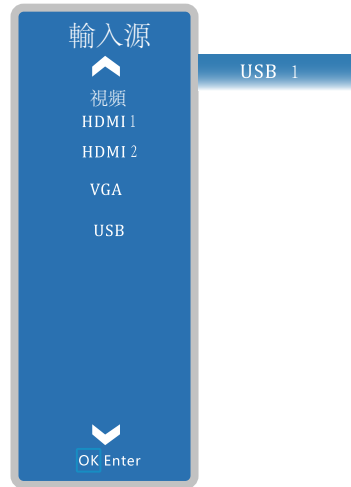 輸入源
USB 1
視頻
HDMI 1
HDMI 2
VGA
USB
OK Enter